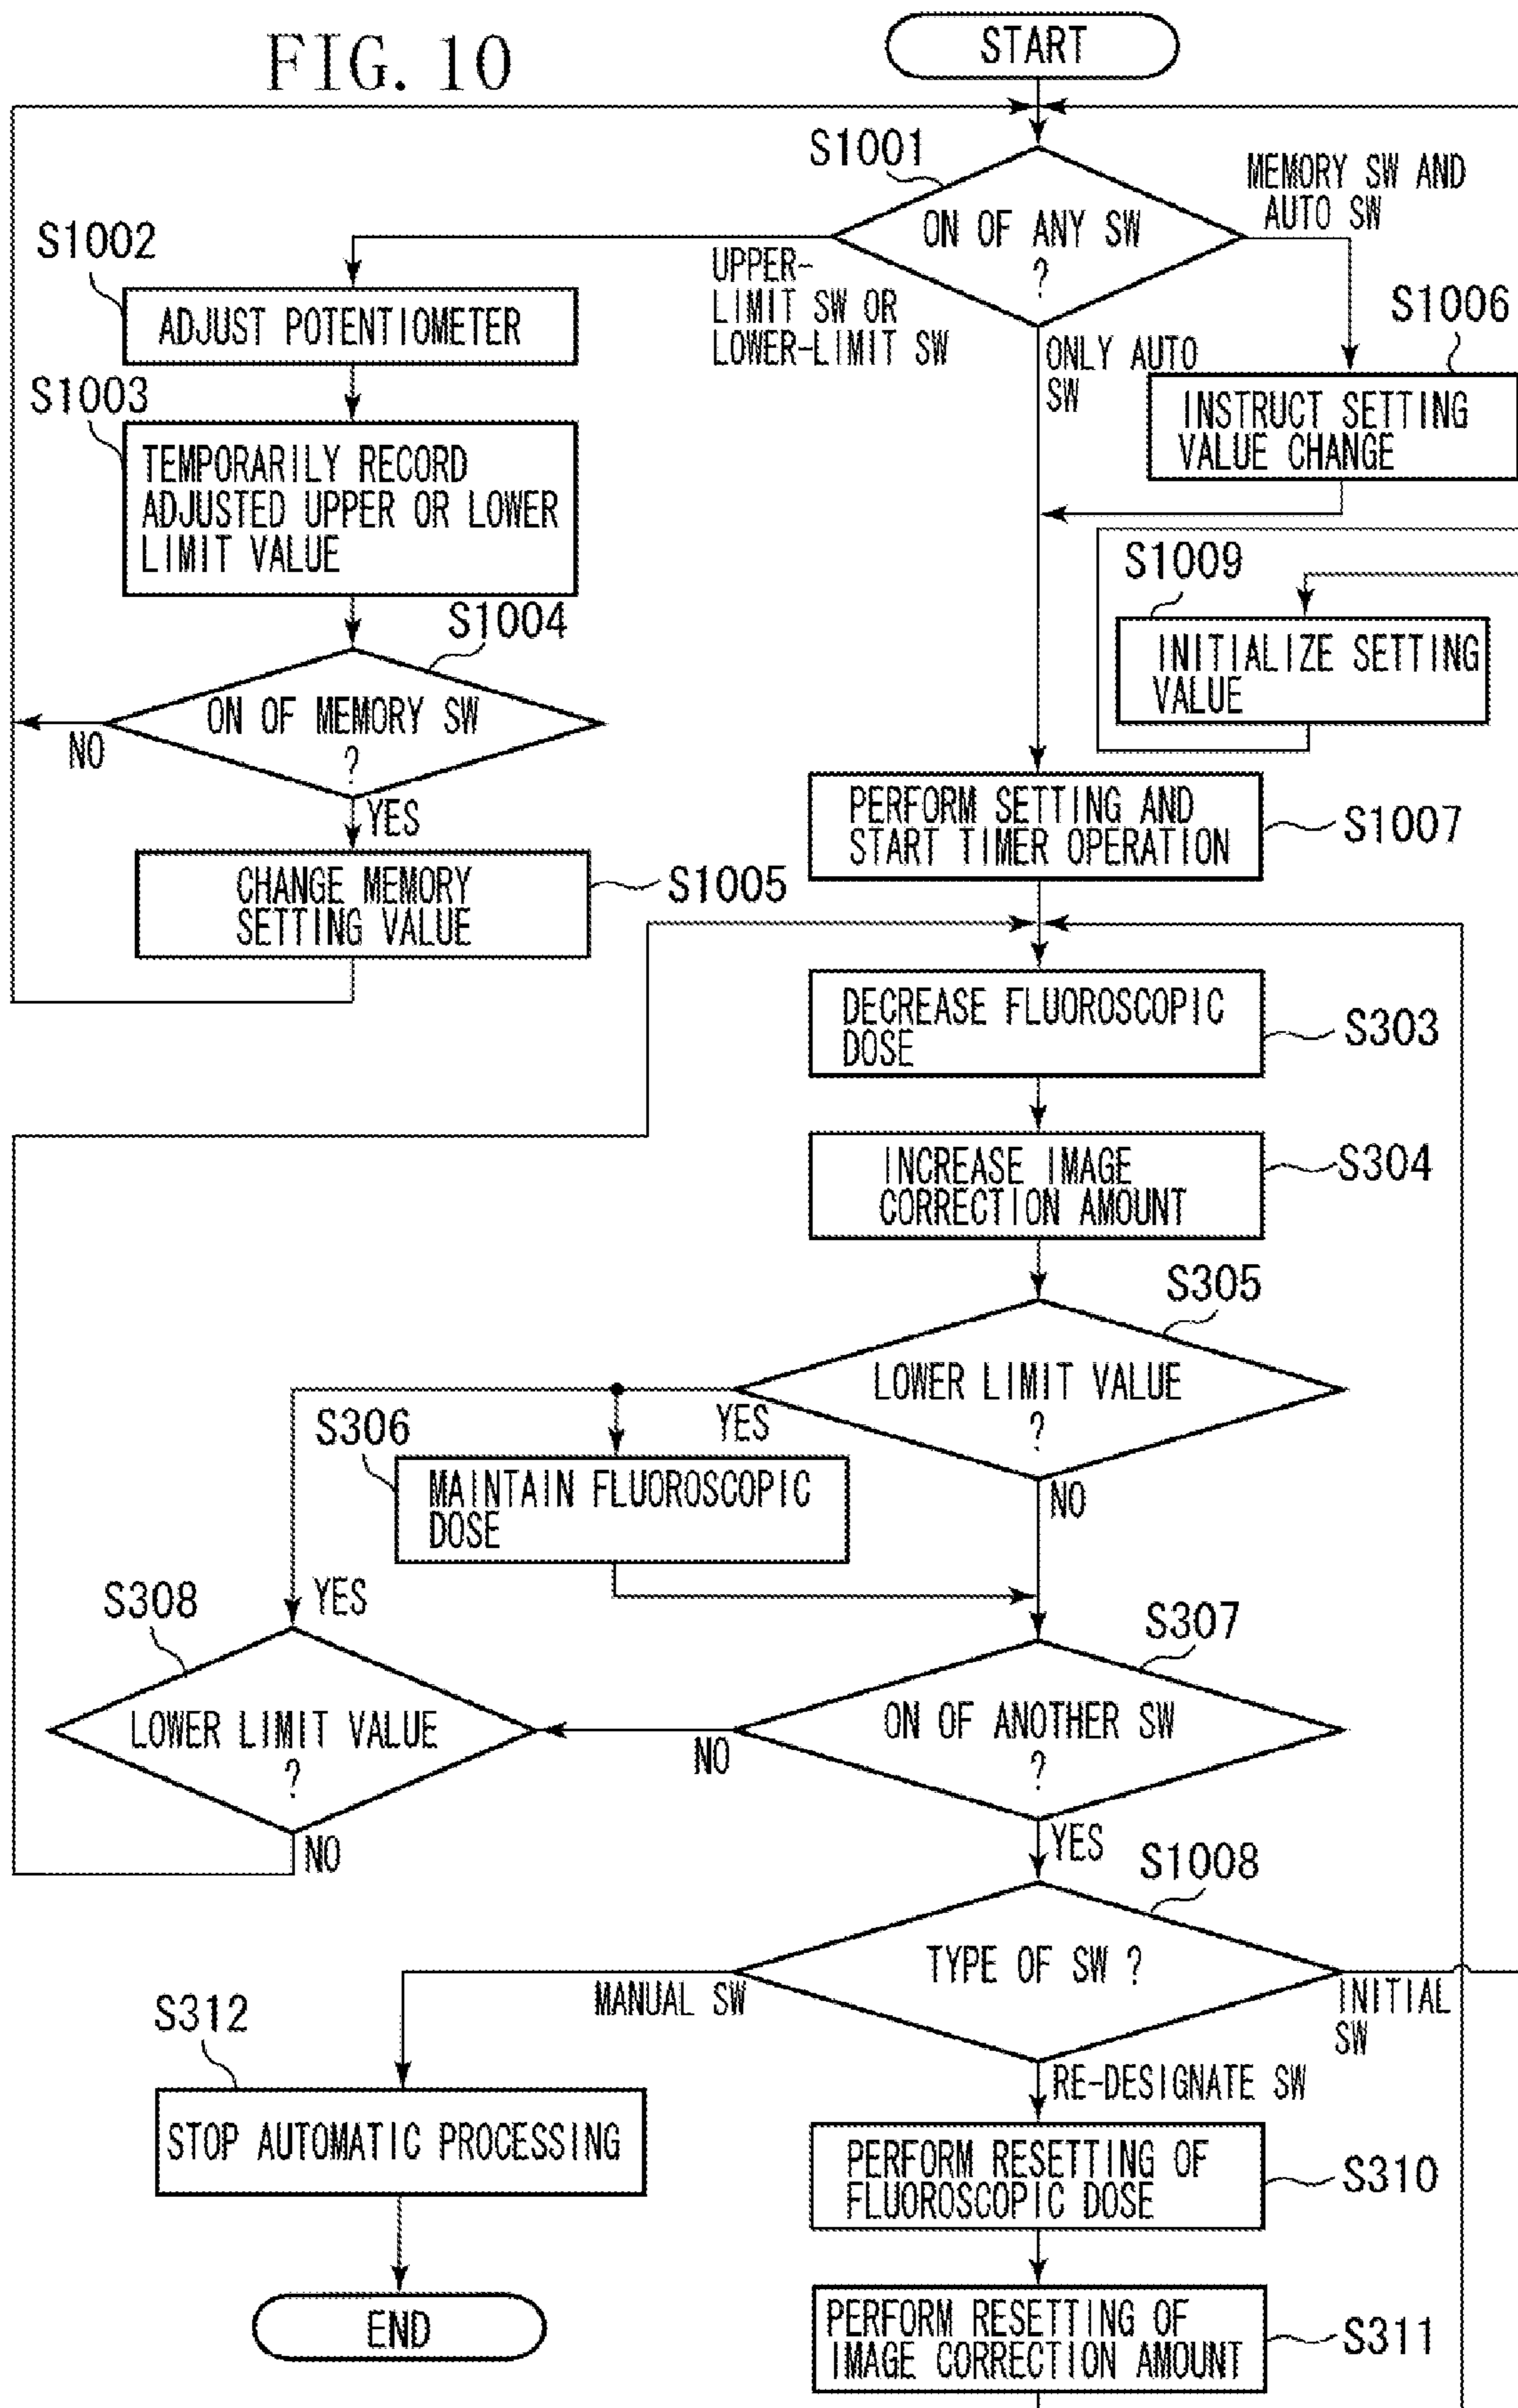 FIG. 10
START
S1001
ON OF ANY SW
?
MEMORY SW AND
AUTO SW
UPPER-
LIMIT SW OR
LOWER-LIMIT SW
ONLY AUTO
SW
S1002
ADJUST POTENTIOMETER
S1003
TEMPORARILY RECORD
ADJUSTED UPPER OR LOWER
LIMIT VALUE
S1004
ON OF MEMORY SW
?
NO
YES
CHANGE MEMORY
SETTING VALUE
S1005
S1006
INSTRUCT SETTING
VALUE CHANGE
S1009
INITIALIZE SETTING
VALUE
PERFORM SETTING AND
START TIMER OPERATION
S1007
DECREASE FLUOROSCOPIC
DOSE
S303
INCREASE IMAGE
CORRECTION AMOUNT
S304
S305
LOWER LIMIT VALUE
?
YES
NO
S306
MAINTAIN FLUOROSCOPIC
DOSE
YES
S308
LOWER LIMIT VALUE
?
NO
S307
ON OF ANOTHER SW
?
NO
YES
S1008
TYPE OF SW ?
MANUAL SW
INITIAL
SW
RE-DESIGNATE SW
S312
STOP AUTOMATIC PROCESSING
END
PERFORM RESETTING OF
FLUOROSCOPIC DOSE
S310
PERFORM RESETTING OF
IMAGE CORRECTION AMOUNT
S311